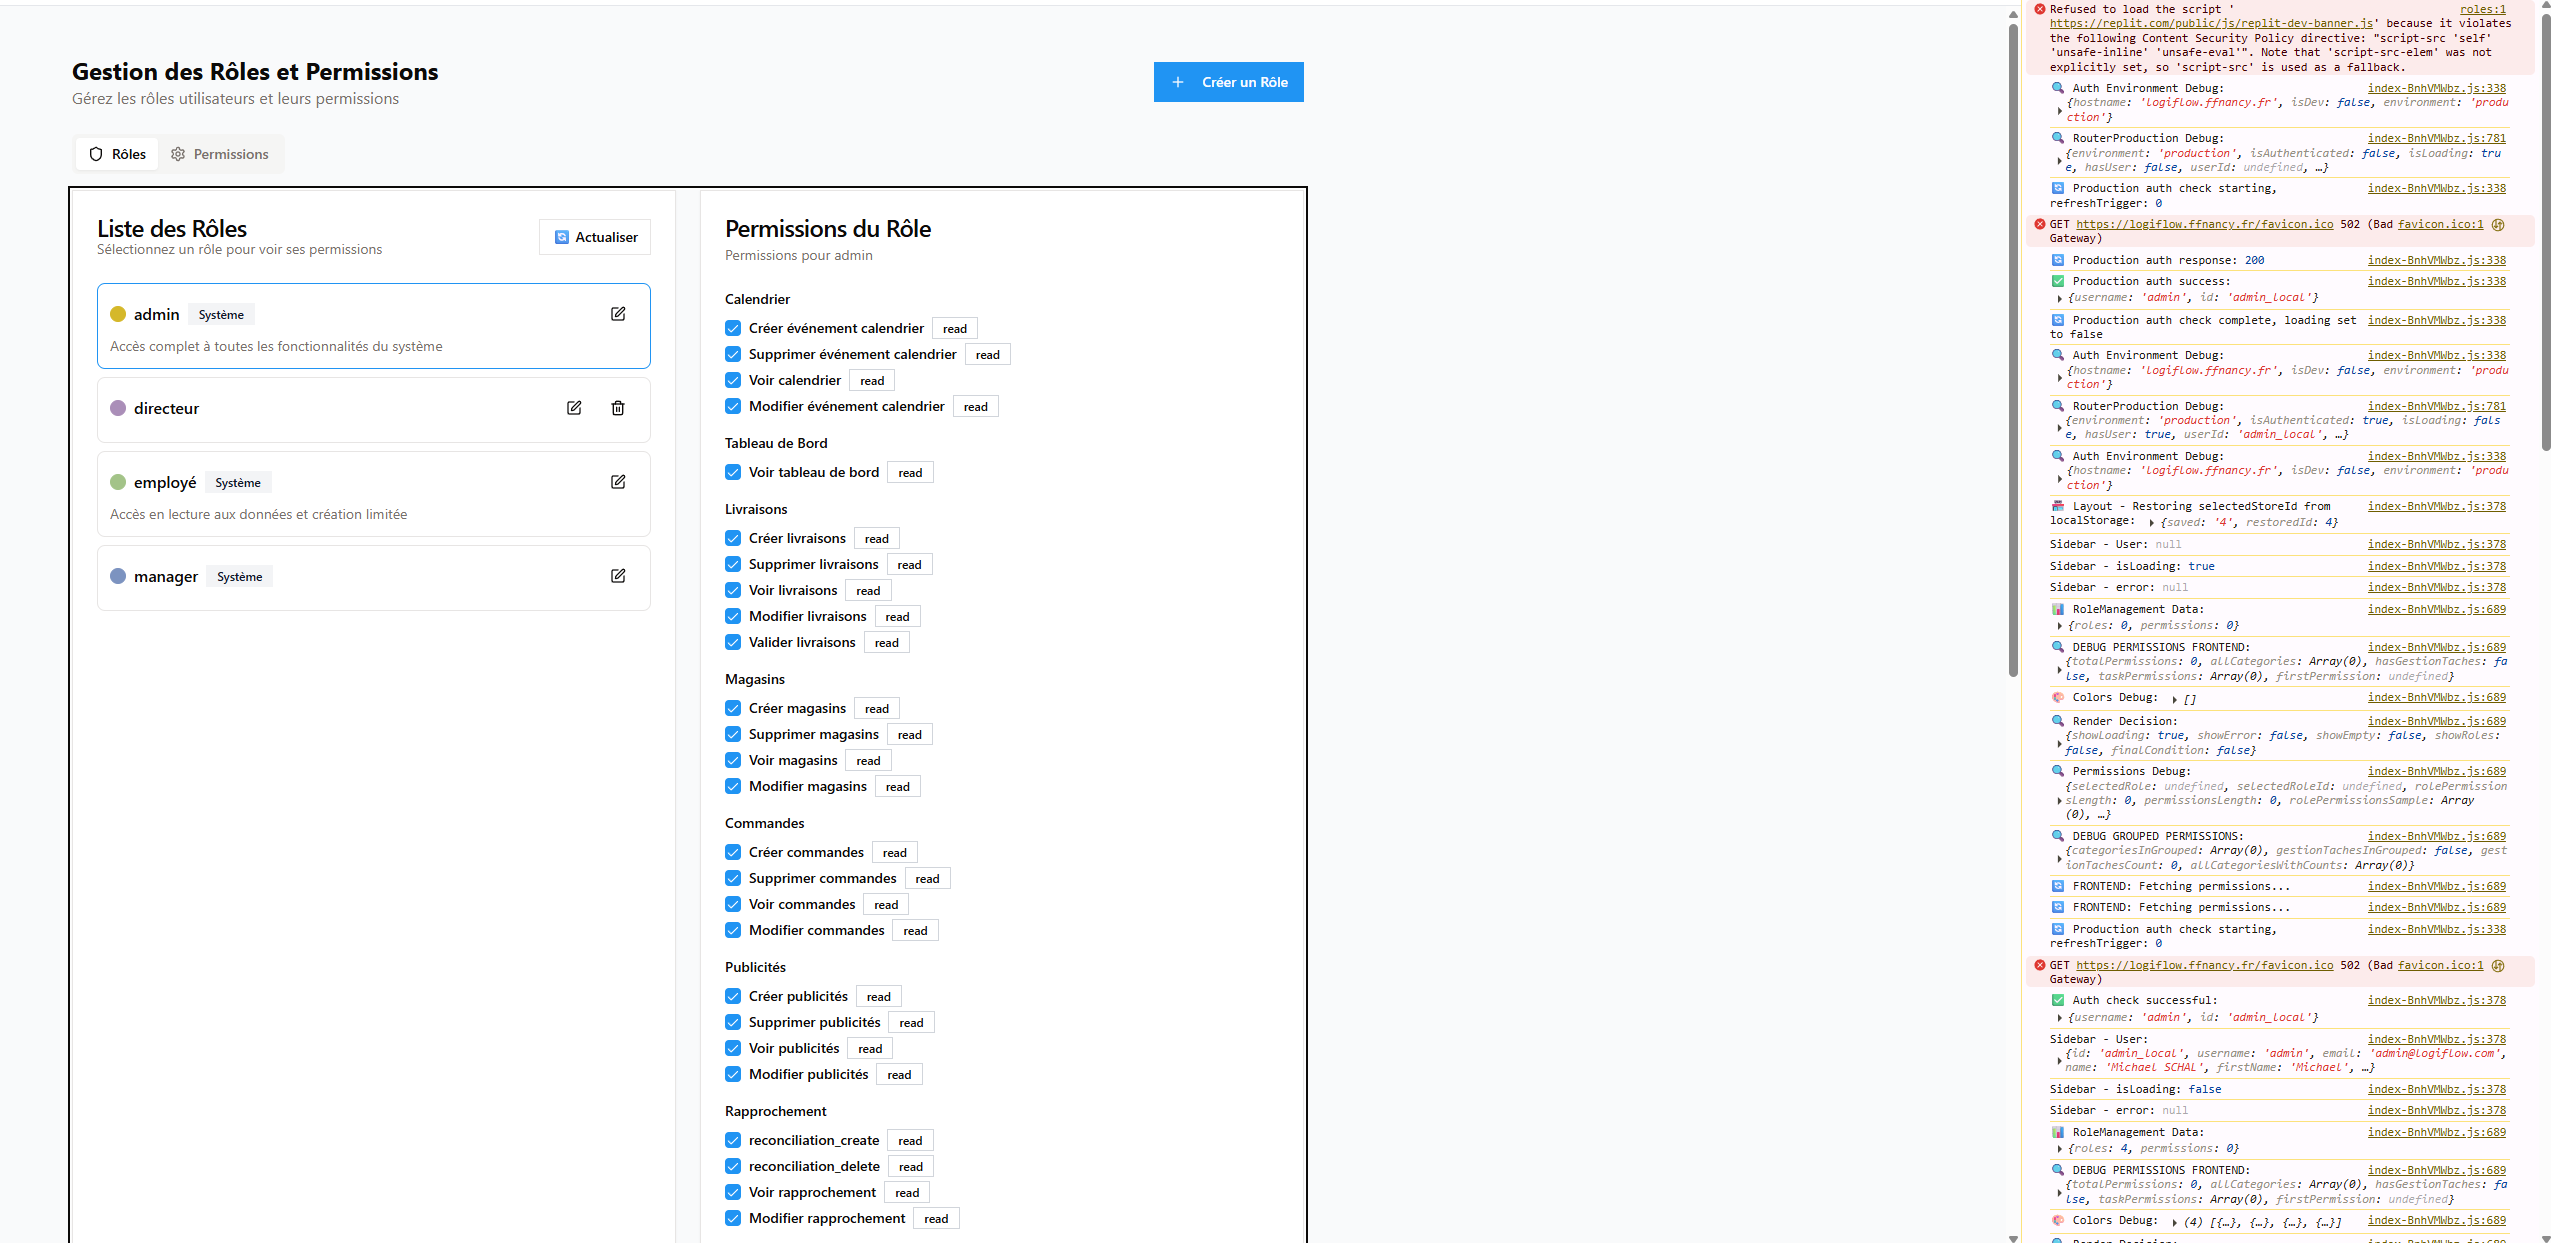 Gestion des Rôles et Permissions
Gérez les rôles utilisateurs et leurs permissions
Créer un Rôle
Rôles
Permissions
Liste des Rôles
Sélectionnez un rôle pour voir ses permissions
Actualiser
admin Système
Accès complet à toutes les fonctionnalités du système
directeur
employé Système
Accès en lecture aux données et création limitée
manager Système
Permissions du Rôle
Permissions pour admin
Calendrier
Créer événement calendrier read
Supprimer événement calendrier read
Voir calendrier read
Modifier événement calendrier read
Tableau de Bord
Voir tableau de bord read
Livraisons
Créer livraisons read
Supprimer livraisons read
Voir livraisons read
Modifier livraisons read
Valider livraisons read
Magasins
Créer magasins read
Supprimer magasins read
Voir magasins read
Modifier magasins read
Commandes
Créer commandes read
Supprimer commandes read
Voir commandes read
Modifier commandes read
Publicités
Créer publicités read
Supprimer publicités read
Voir publicités read
Modifier publicités read
Rapprochement
reconciliation_create read
reconciliation_delete read
Voir rapprochement read
Modifier rapprochement read
Refused to load the script ' roles:1
https://replit.com/public/js/replit-dev-banner.js' because it violates
the following Content Security Policy directive: "script-src 'self'
'unsafe-inline' 'unsafe-eval'". Note that 'script-src-elem' was not
explicitly set, so 'script-src' is used as a fallback.
Auth Environment Debug: index-BnhVMWbz.js:338
{hostname: 'logiflow.ffnancy.fr', isDev: false, environment: 'produ
ction'}
RouterProduction Debug: index-BnhVMWbz.js:781
{environment: 'production', isAuthenticated: false, isLoading: tru
e, hasUser: false, userId: undefined, …}
Production auth check starting, index-BnhVMWbz.js:338
refreshTrigger: 0
GET https://logiflow.ffnancy.fr/favicon.ico 502 (Bad favicon.ico:1
Gateway)
Production auth response: 200 index-BnhVMWbz.js:338
Production auth success: index-BnhVMWbz.js:338
{username: 'admin', id: 'admin_local'}
Production auth check complete, loading set index-BnhVMWbz.js:338
to false
Auth Environment Debug: index-BnhVMWbz.js:338
{hostname: 'logiflow.ffnancy.fr', isDev: false, environment: 'produ
ction'}
RouterProduction Debug: index-BnhVMWbz.js:781
{environment: 'production', isAuthenticated: true, isLoading: fals
e, hasUser: true, userId: 'admin_local', …}
Auth Environment Debug: index-BnhVMWbz.js:338
{hostname: 'logiflow.ffnancy.fr', isDev: false, environment: 'produ
ction'}
Layout - Restoring selectedStoreId from index-BnhVMWbz.js:378
localStorage: {saved: '4', restoredId: 4}
Sidebar - User: null index-BnhVMWbz.js:378
Sidebar - isLoading: true index-BnhVMWbz.js:378
Sidebar - error: null index-BnhVMWbz.js:378
RoleManagement Data: index-BnhVMWbz.js:689
{roles: 0, permissions: 0}
DEBUG PERMISSIONS FRONTEND: index-BnhVMWbz.js:689
{totalPermissions: 0, allCategories: Array(0), hasGestionTaches: fa
lse, taskPermissions: Array(0), firstPermission: undefined}
Colors Debug: [] index-BnhVMWbz.js:689
Render Decision: index-BnhVMWbz.js:689
{showLoading: true, showError: false, showEmpty: false, showRoles:
false, finalCondition: false}
Permissions Debug: index-BnhVMWbz.js:689
{selectedRole: undefined, selectedRoleId: undefined, rolePermission
sLength: 0, permissionsLength: 0, rolePermissionsSample: Array
(0), …}
DEBUG GROUPED PERMISSIONS: index-BnhVMWbz.js:689
{categoriesInGrouped: Array(0), gestionTachesInGrouped: false, gest
ionTachesCount: 0, allCategoriesWithCounts: Array(0)}
FRONTEND: Fetching permissions... index-BnhVMWbz.js:689
FRONTEND: Fetching permissions... index-BnhVMWbz.js:689
Production auth check starting, index-BnhVMWbz.js:338
refreshTrigger: 0
GET https://logiflow.ffnancy.fr/favicon.ico 502 (Bad favicon.ico:1
Gateway)
Auth check successful: index-BnhVMWbz.js:378
{username: 'admin', id: 'admin_local'}
Sidebar - User: index-BnhVMWbz.js:378
{id: 'admin_local', username: 'admin', email: 'admin@logiflow.com',
name: 'Michael SCHAL', firstName: 'Michael', …}
Sidebar - isLoading: false index-BnhVMWbz.js:378
Sidebar - error: null index-BnhVMWbz.js:378
RoleManagement Data: index-BnhVMWbz.js:689
{roles: 4, permissions: 0}
DEBUG PERMISSIONS FRONTEND: index-BnhVMWbz.js:689
{totalPermissions: 0, allCategories: Array(0), hasGestionTaches: fa
lse, taskPermissions: Array(0), firstPermission: undefined}
Colors Debug: (4) [{…}, {…}, {…}, {…}] index-BnhVMWbz.js:689